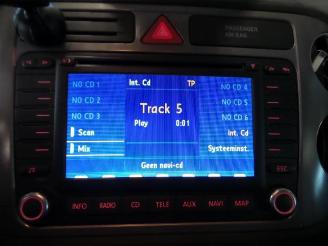 PASSENGER
AIR BAG
NO CD 1
Int. Cd
TP
NO CD 4
NO CD 2
NO CD 5
Track 5
NO CD 3
Play
0:01
NO CD 6
Scan
Int. Cd
Mix
Systeeminst.
Geen navi-cd
ESC
INFO RADIO CD TELE AUX NAVI MAP